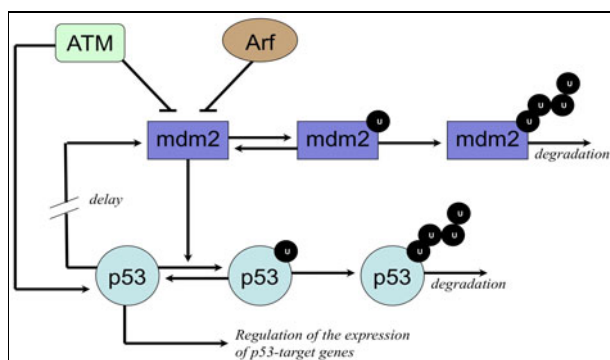 ATM
Arf
U
U
U
U
U
mdm2
mdm2
mdm2
degradation
delay
U
U
U
U
U
p53
p53
p53
degradation
Regulation of the expression
of p53-target genes